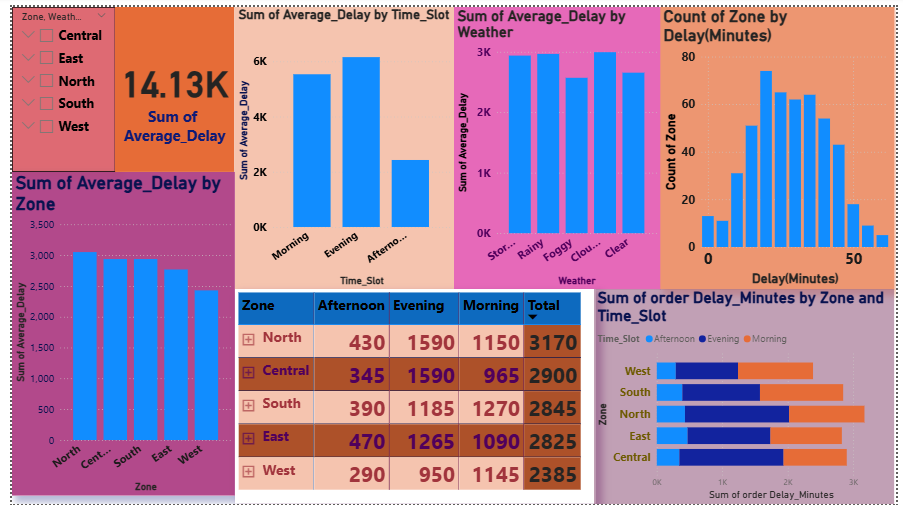 Zone, Weath...
Central
East
North
South
West
14.13K
Sum of
Average_Delay
Sum of Average_Delay by Time_Slot
Sum of Average_Delay
6K
4K
2K
0K
Morning
Evening
Afterno...
Time_Slot
Sum of Average_Delay by
Weather
Sum of Average_Delay
3K
2K
1K
0K
Stor...
Rainy
Foggy
Clou...
Clear
Weather
Count of Zone by
Delay(Minutes)
Count of Zone
80
60
40
20
0
0 50
Delay(Minutes)
Sum of Average_Delay by
Zone
Sum of Average_Delay
3,500
3,000
2,500
2,000
1,500
1,000
500
0
North
Cent...
South
East
West
Zone
Zone Afternoon Evening Morning Total
North 430 1590 1150 3170
Central 345 1590 965 2900
South 390 1185 1270 2845
East 470 1265 1090 2825
West 290 950 1145 2385
Sum of order Delay_Minutes by Zone and
Time_Slot
Time_Slot Afternoon Evening Morning
Zone
West
South
North
East
Central
0K 1K 2K 3K
Sum of order Delay_Minutes